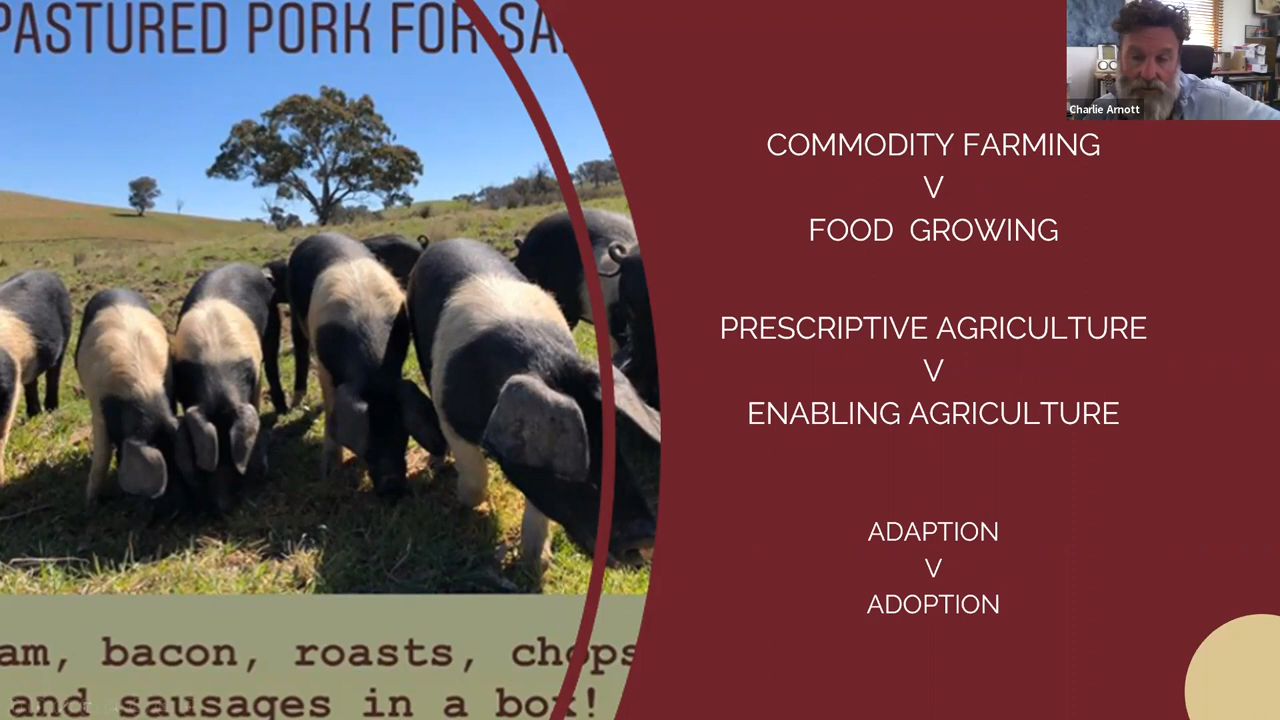 PASTURED PORK FOR SA
am, bacon, roasts, chops
and sausages in a box!
Charlie Arnott
COMMODITY FARMING
V
FOOD GROWING
PRESCRIPTIVE AGRICULTURE
V
ENABLING AGRICULTURE
ADAPTION
V
ADOPTION